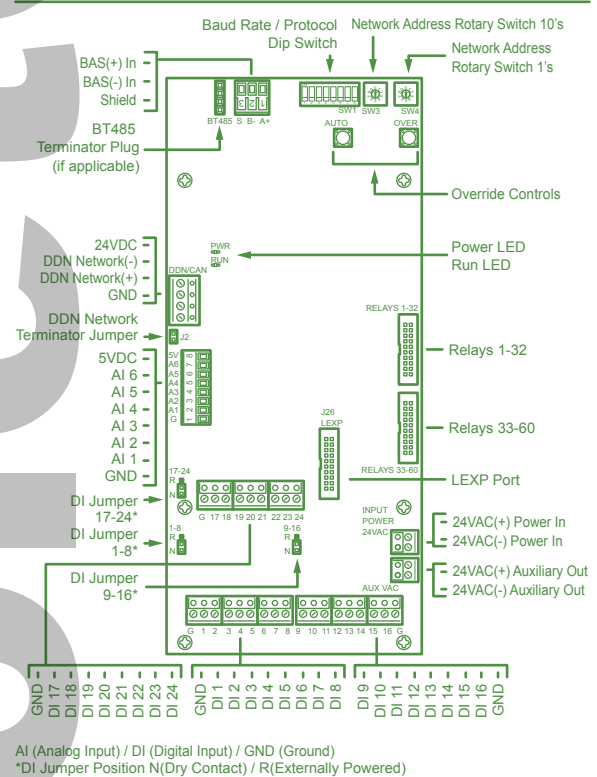 Baud Rate / Protocol
Dip Switch
Network Address Rotary Switch 10's
Network Address
Rotary Switch 1's
BAS(+) In
BAS(-) In
Shield
BT485
Terminator Plug
(if applicable)
BT485
S B- A+
3 2 1
SW1
SW3
SW4
AUTO
OVER
Override Controls
24VDC
DDN Network(-)
DDN Network(+)
GND
PWR
RUN
Power LED
Run LED
DDN/CAN
DDN Network
Terminator Jumper
J2
RELAYS 1-32
Relays 1-32
5VDC
AI 6
AI 5
AI 4
AI 3
AI 2
AI 1
GND
5V 8
A6 7
A5 6
A4 5
A3 4
A2 3
A1 2
G 1
Relays 33-60
RELAYS 33-60
J26
LEXP
LEXP Port
DI Jumper
17-24*
17-24
R
N
G 17 18 19 20 21 22 23 24
DI Jumper
1-8*
1-8
R
N
DI Jumper
9-16*
9-16
R
N
INPUT
POWER
24VAC
24VAC(+) Power In
24VAC(-) Power In
24VAC(+) Auxiliary Out
24VAC(-) Auxiliary Out
AUX VAC
G 1 2 3 4 5 6 7 8 9 10 11 12 13 14 15 16 G
GND
DI 17
DI 18
DI 19
DI 20
DI 21
DI 22
DI 23
DI 24
GND
DI 1
DI 2
DI 3
DI 4
DI 5
DI 6
DI 7
DI 8
DI 9
DI 10
DI 11
DI 12
DI 13
DI 14
DI 15
DI 16
GND
AI (Analog Input) / DI (Digital Input) / GND (Ground)
*DI Jumper Position N(Dry Contact) / R(Externally Powered)